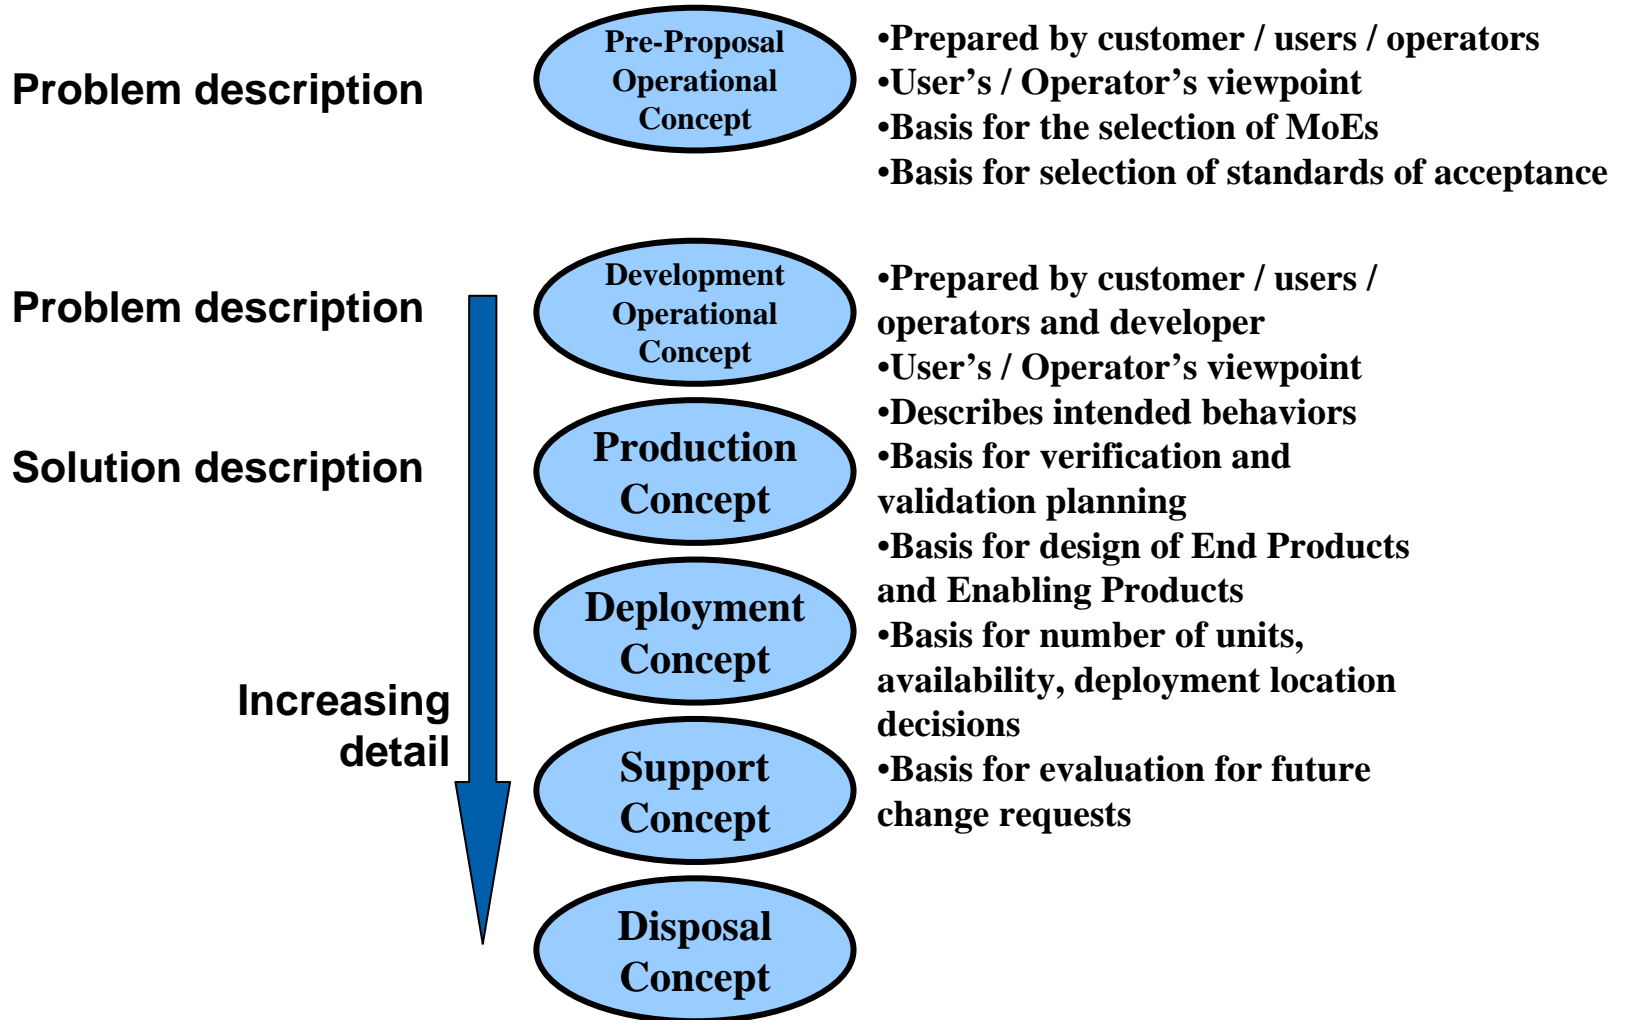 Problem description
Pre-Proposal
Operational
Concept
•Prepared by customer / users / operators
•User's / Operator's viewpoint
•Basis for the selection of MoEs
•Basis for selection of standards of acceptance
Problem description
Development
Operational
Concept
•Prepared by customer / users /
operators and developer
•User's / Operator's viewpoint
•Describes intended behaviors
•Basis for verification and
validation planning
•Basis for design of End Products
and Enabling Products
•Basis for number of units,
availability, deployment location
decisions
•Basis for evaluation for future
change requests
Solution description
Production
Concept
Deployment
Concept
Increasing
detail
Support
Concept
Disposal
Concept